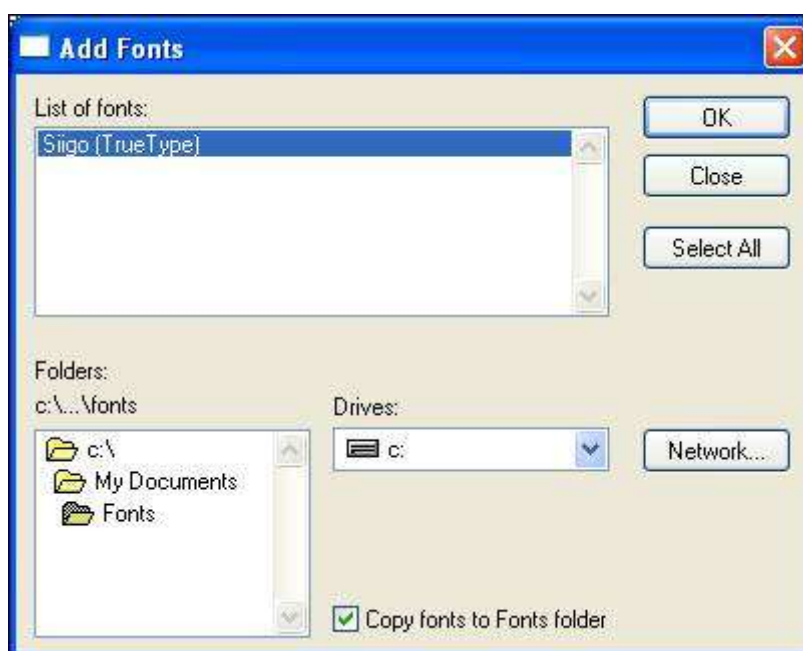 Add Fonts
List of fonts:
Siigo (TrueType)
OK
Close
Select All
Folders:
c:\...\fonts
c:\
My Documents
Fonts
Drives:
c:
Network...
Copy fonts to Fonts folder